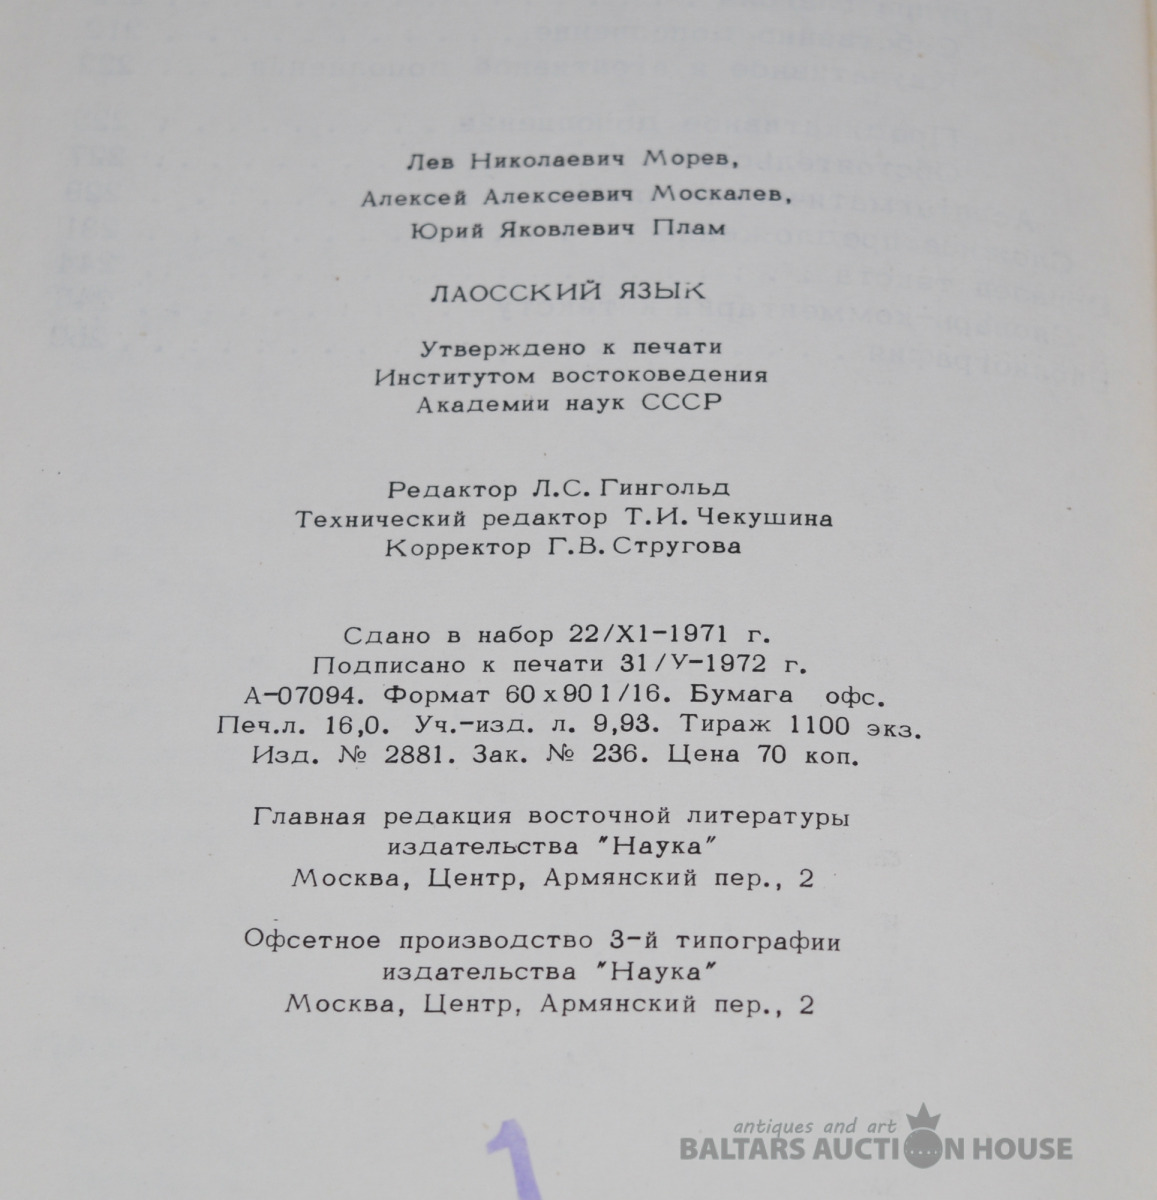 Лев Николаевич Морев,
Алексей Алексеевич Москалев,
Юрий Яковлевич Плам
ЛАОССКИЙ ЯЗЫК
Утверждено к печати
Институтом востоковедения
Академии наук СССР
Редактор Л.С. Гингольд
Технический редактор Т.И. Чекушина
Корректор Г.В. Стругова
Сдано в набор 22/XI-1971 г.
Подписано к печати 31/У-1972 г.
А-07094. Формат 60 х 90 1/16. Бумага офс.
Печ.л. 16,0. Уч.-изд. л. 9,93. Тираж 1100 экз.
Изд. № 2881. Зак. № 236. Цена 70 коп.
Главная редакция восточной литературы
издательства "Наука"
Москва, Центр, Армянский пер., 2
Офсетное производство 3-й типографии
издательства "Наука"
Москва, Центр, Армянский пер., 2
1
antiques and art
BALTARS AUCTION HOUSE